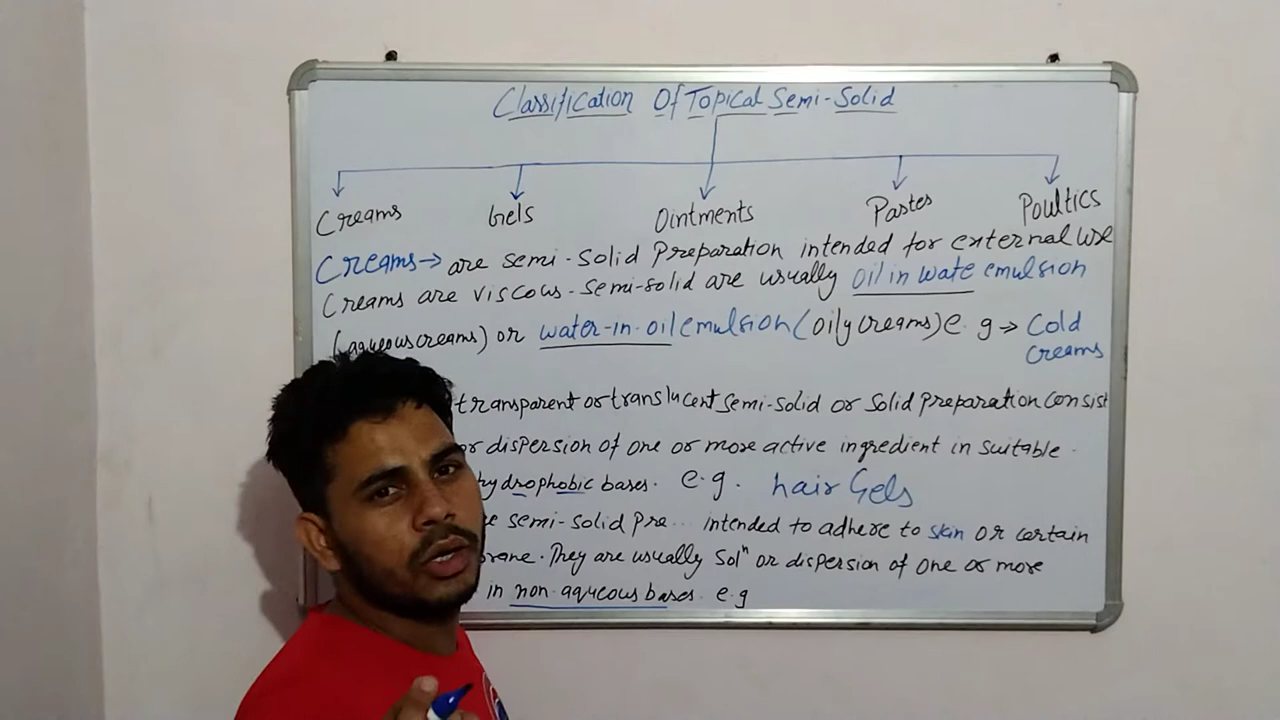 Classification Of Topical Semi-Solid
Creams Gels Ointments Pastes Poultics
Creams → are semi-solid Preparation intended for external use
Creams are viscous-semi-solid are usually oil in wate emulsion
(aqueous creams) or water-in-oil emulsion (oily creams) e.g → Cold
Creams
transparent or translucent semi-solid or solid preparation consist
or dispersion of one or more active ingredient in suitable.
hydrophobic bases. e.g. hair Gels
semi-solid Pre... intended to adhere to skin or certain
They are usually solⁿ or dispersion of one or more
in non-aqueous bases. e.g